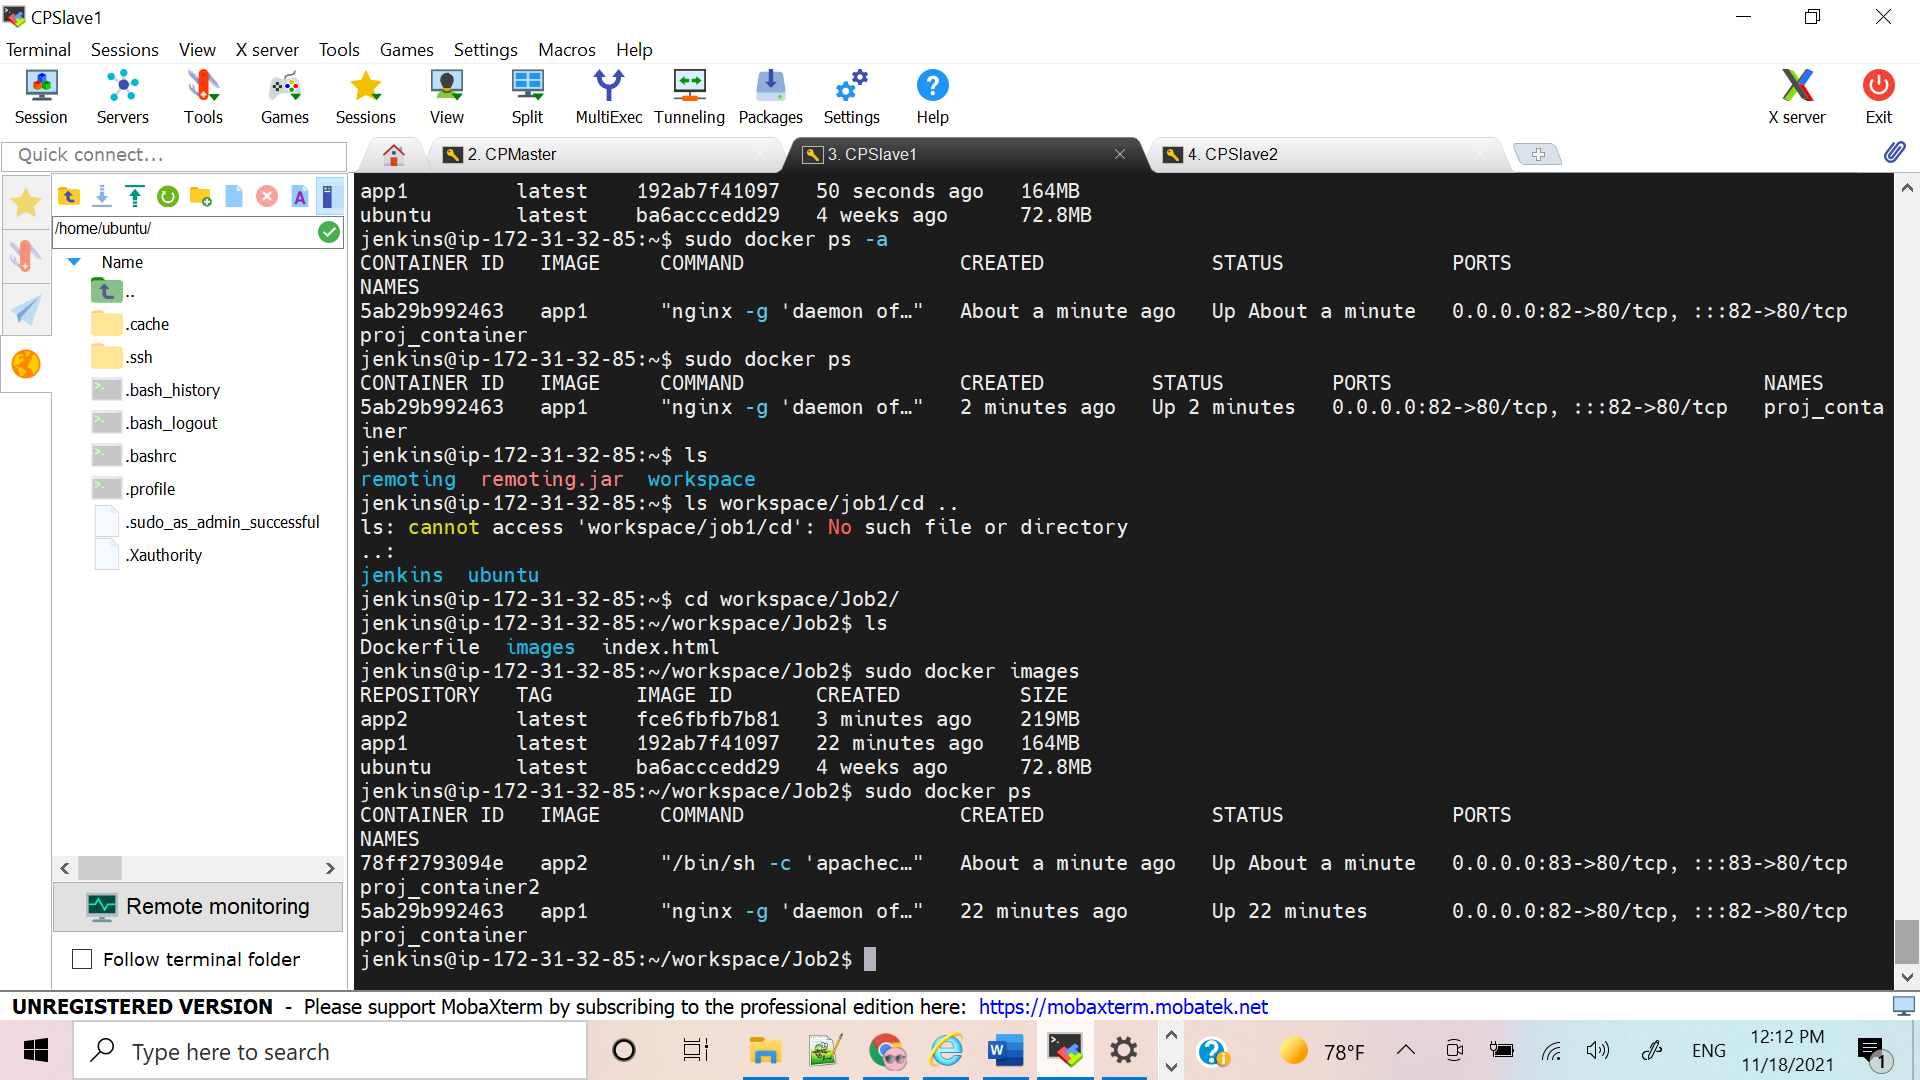 CPSlave1
Terminal Sessions View X server Tools Games Settings Macros Help
Session Servers Tools Games Sessions View Split MultiExec Tunneling Packages Settings Help X server Exit
Quick connect...
2. CPMaster
3. CPSlave1
4. CPSlave2
/home/ubuntu/
Name
..
.cache
.ssh
.bash_history
.bash_logout
.bashrc
.profile
.sudo_as_admin_successful
.Xauthority
Remote monitoring
Follow terminal folder
app1 latest 192ab7f41097 50 seconds ago 164MB
ubuntu latest ba6acccedd29 4 weeks ago 72.8MB
jenkins@ip-172-31-32-85:~$ sudo docker ps -a
CONTAINER ID IMAGE COMMAND CREATED STATUS PORTS
NAMES
5ab29b992463 app1 "nginx -g 'daemon of…" About a minute ago Up About a minute 0.0.0.0:82->80/tcp, :::82->80/tcp
proj_container
jenkins@ip-172-31-32-85:~$ sudo docker ps
CONTAINER ID IMAGE COMMAND CREATED STATUS PORTS NAMES
5ab29b992463 app1 "nginx -g 'daemon of…" 2 minutes ago Up 2 minutes 0.0.0.0:82->80/tcp, :::82->80/tcp proj_conta
iner
jenkins@ip-172-31-32-85:~$ ls
remoting remoting.jar workspace
jenkins@ip-172-31-32-85:~$ ls workspace/job1/cd ..
ls: cannot access 'workspace/job1/cd': No such file or directory
..:
jenkins ubuntu
jenkins@ip-172-31-32-85:~$ cd workspace/Job2/
jenkins@ip-172-31-32-85:~/workspace/Job2$ ls
Dockerfile images index.html
jenkins@ip-172-31-32-85:~/workspace/Job2$ sudo docker images
REPOSITORY TAG IMAGE ID CREATED SIZE
app2 latest fce6fbfb7b81 3 minutes ago 219MB
app1 latest 192ab7f41097 22 minutes ago 164MB
ubuntu latest ba6acccedd29 4 weeks ago 72.8MB
jenkins@ip-172-31-32-85:~/workspace/Job2$ sudo docker ps
CONTAINER ID IMAGE COMMAND CREATED STATUS PORTS
NAMES
78ff2793094e app2 "/bin/sh -c 'apachec…" About a minute ago Up About a minute 0.0.0.0:83->80/tcp, :::83->80/tcp
proj_container2
5ab29b992463 app1 "nginx -g 'daemon of…" 22 minutes ago Up 22 minutes 0.0.0.0:82->80/tcp, :::82->80/tcp
proj_container
jenkins@ip-172-31-32-85:~/workspace/Job2$
UNREGISTERED VERSION - Please support MobaXterm by subscribing to the professional edition here: https://mobaxterm.mobatek.net
Type here to search
78°F
ENG
12:12 PM
11/18/2021
1